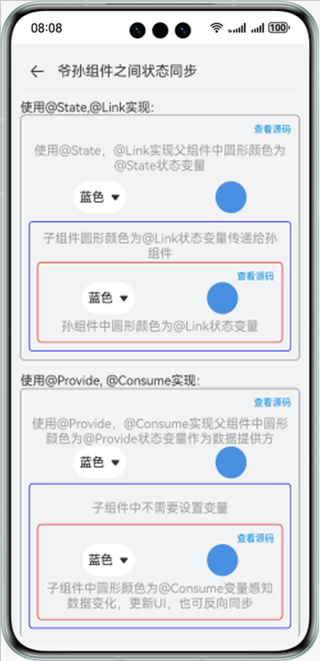 08:08
100
爷孙组件之间状态同步
使用@State,@Link实现:
查看源码
使用@State，@Link实现父组件中圆形颜色为
@State状态变量
蓝色
子组件圆形颜色为@Link状态变量传递给孙
组件
查看源码
蓝色
孙组件中圆形颜色为@Link状态变量
使用@Provide, @Consume实现:
查看源码
使用@Provide，@Consume实现父组件中圆形
颜色为@Provide状态变量作为数据提供方
蓝色
子组件中不需要设置变量
查看源码
蓝色
子组件中圆形颜色为@Consume变量感知
数据变化，更新UI，也可反向同步